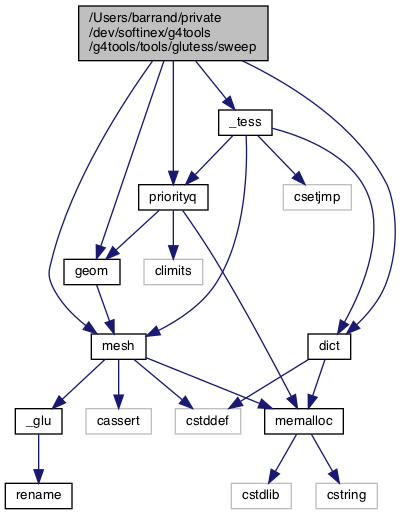 /Users/barrand/private
/dev/softinex/g4tools
/g4tools/tools/glutess/sweep
_tess
priorityq
csetjmp
geom
climits
mesh
dict
_glu
cassert
cstddef
memalloc
rename
cstdlib
cstring